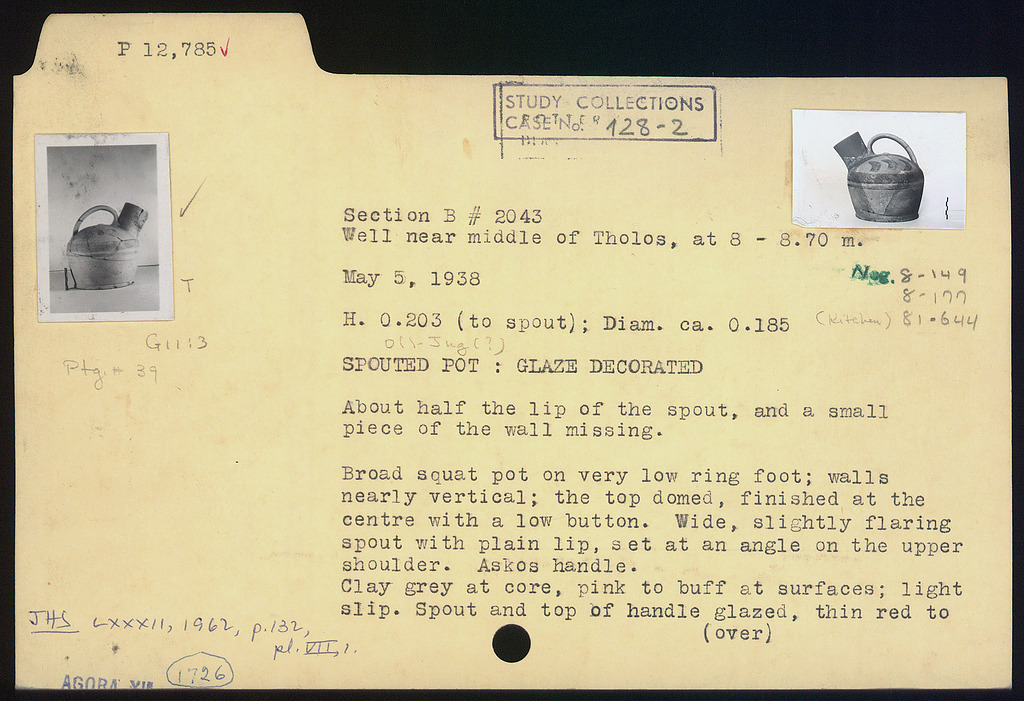 P 12,785✓
STUDY COLLECTIONS
CASE No. 128-2
Section B # 2043
Well near middle of Tholos, at 8 - 8.70 m.
Neg. 8-149
8-177
(Kitchen) 81-644
May 5, 1938
T
H. 0.203 (to spout); Diam. ca. 0.185
G11:3
Oil-Jug(?)
Ptg. # 39
SPOUTED POT : GLAZE DECORATED
About half the lip of the spout, and a small
piece of the wall missing.
Broad squat pot on very low ring foot; walls
nearly vertical; the top domed, finished at the
centre with a low button. Wide, slightly flaring
spout with plain lip, set at an angle on the upper
shoulder. Askos handle.
Clay grey at core, pink to buff at surfaces; light
slip. Spout and top of handle glazed, thin red to
(over)
JHS LXXXII, 1962, p.132,
pl. VII, 1.
AGORA XII 1726